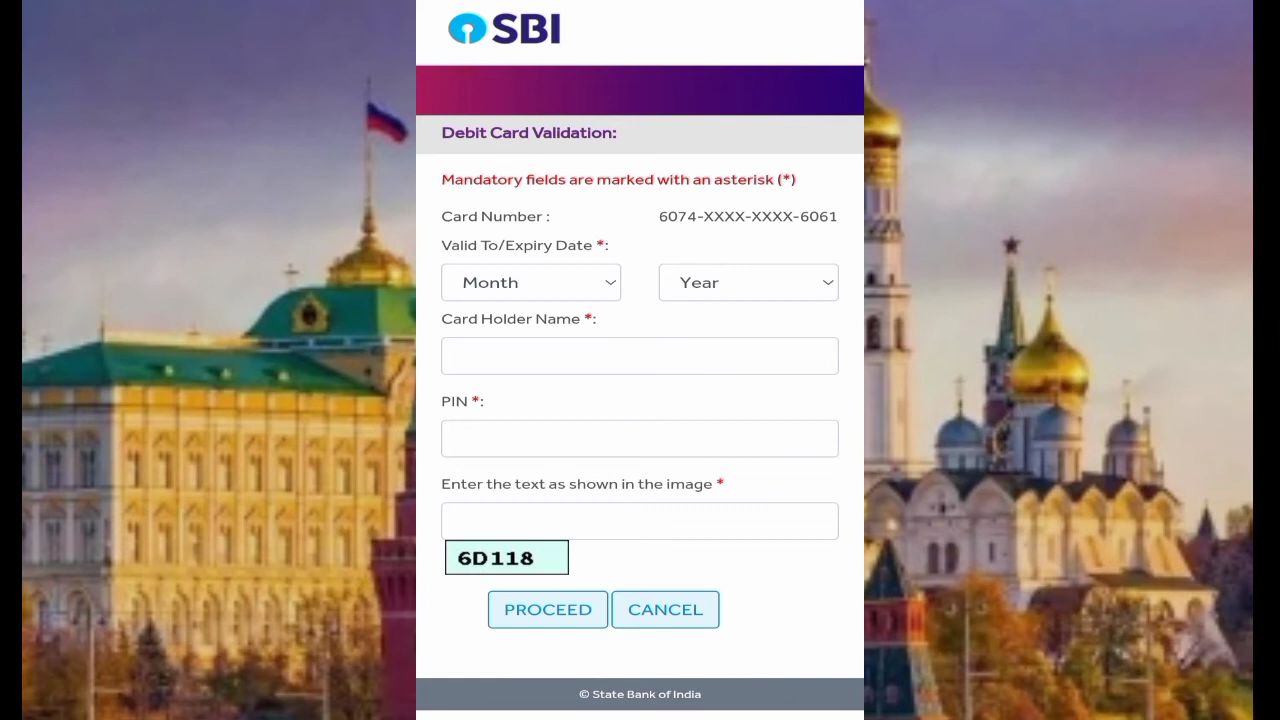 SBI
Debit Card Validation:
Mandatory fields are marked with an asterisk (*)
Card Number : 6074-XXXX-XXXX-6061
Valid To/Expiry Date *:
Month Year
Card Holder Name *:
PIN *:
Enter the text as shown in the image *
6D118
PROCEED CANCEL
© State Bank of India